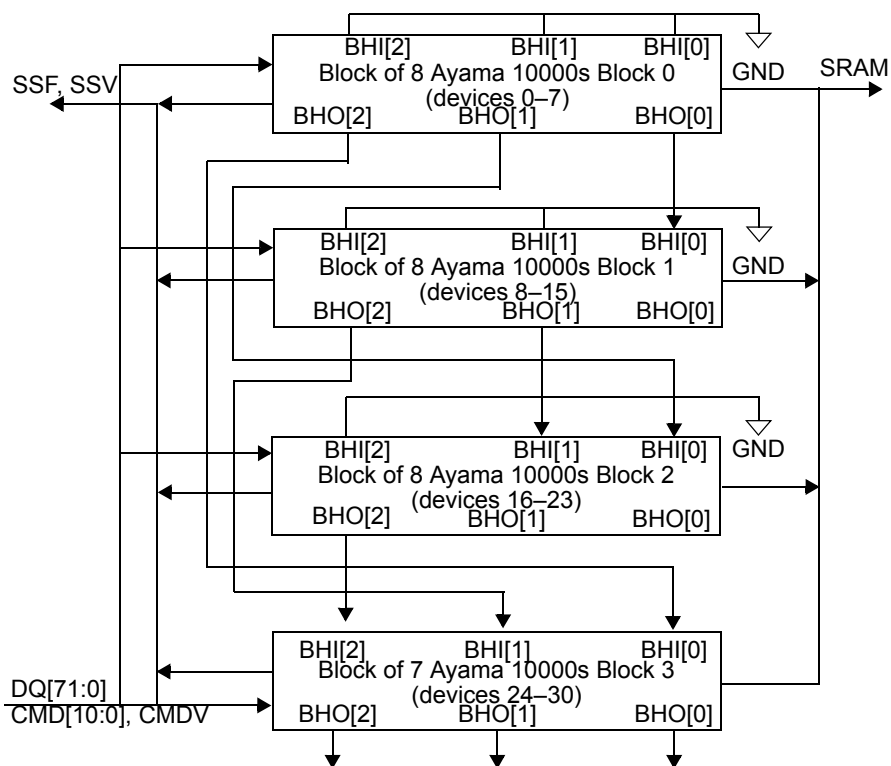 BHI[2] BHI[1] BHI[0]
SSF, SSV Block of 8 Ayama 10000s Block 0 GND SRAM
(devices 0–7)
BHO[2] BHO[1] BHO[0]
BHI[2] BHI[1] BHI[0]
Block of 8 Ayama 10000s Block 1 GND
(devices 8–15)
BHO[2] BHO[1] BHO[0]
BHI[2] BHI[1] BHI[0] GND
Block of 8 Ayama 10000s Block 2
(devices 16–23)
BHO[2] BHO[1] BHO[0]
BHI[2] BHI[1] BHI[0]
Block of 7 Ayama 10000s Block 3
DQ[71:0] (devices 24–30)
CMD[10:0], CMDV BHO[2] BHO[1] BHO[0]